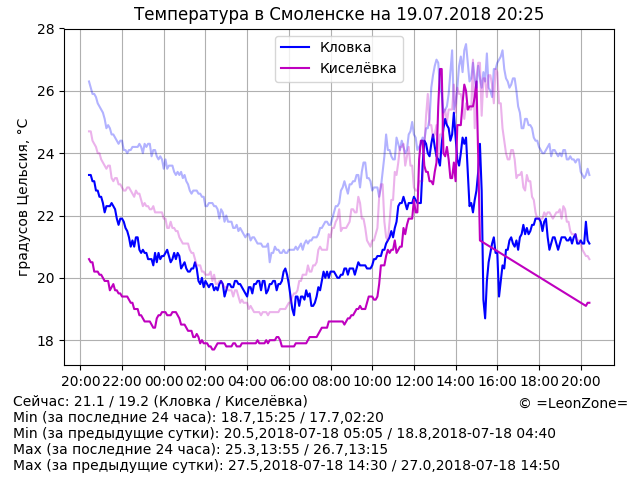 Температура в Смоленске на 19.07.2018 20:25
градусов Цельсия, °C
28
26
24
22
20
18
Кловка
Киселёвка
20:00 22:00 00:00 02:00 04:00 06:00 08:00 10:00 12:00 14:00 16:00 18:00 20:00
Сейчас: 21.1 / 19.2 (Кловка / Киселёвка)
© =LeonZone=
Min (за последние 24 часа): 18.7,15:25 / 17.7,02:20
Min (за предыдущие сутки): 20.5,2018-07-18 05:05 / 18.8,2018-07-18 04:40
Max (за последние 24 часа): 25.3,13:55 / 26.7,13:15
Max (за предыдущие сутки): 27.5,2018-07-18 14:30 / 27.0,2018-07-18 14:50